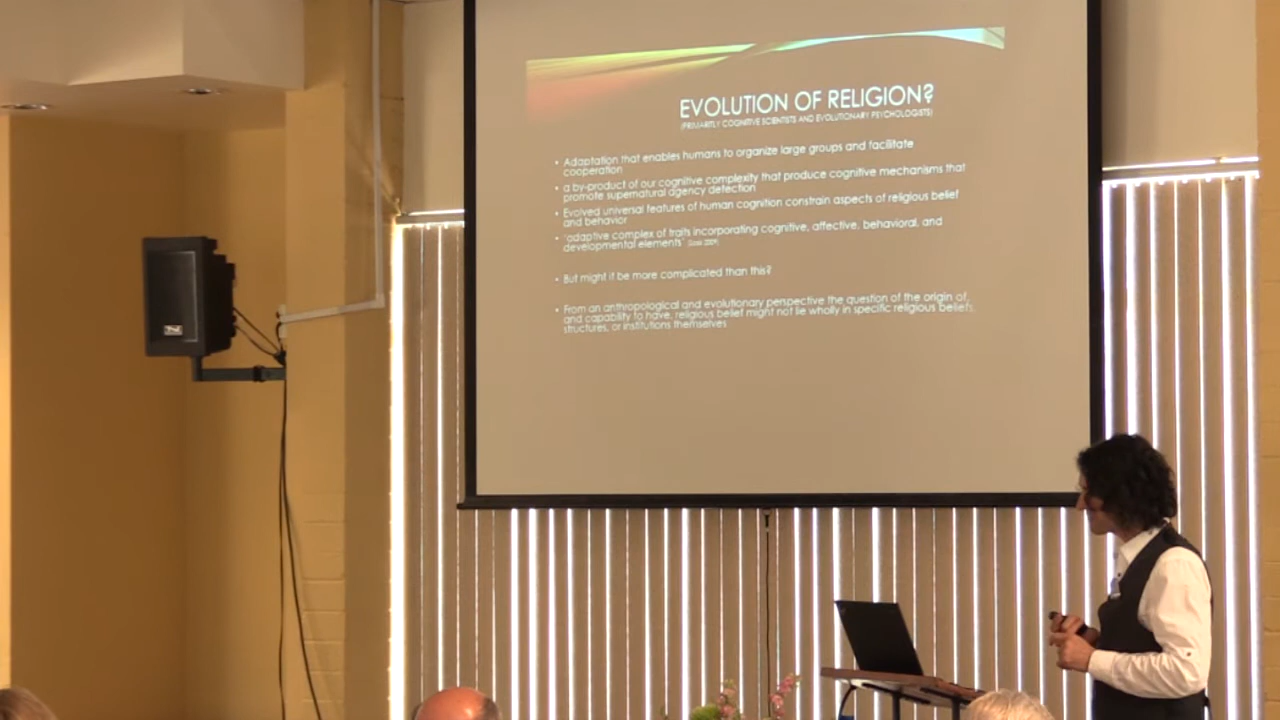 EVOLUTION OF RELIGION?
(PRIMARITLY COGNITIVE SCIENTISTS AND EVOLUTIONARY PSYCHOLOGISTS)
• Adaptation that enables humans to organize large groups and facilitate
cooperation
• a by-product of our cognitive complexity that produce cognitive mechanisms that
promote supernatural agency detection
• Evolved universal features of human cognition constrain aspects of religious belief
and behavior
• 'adaptive complex of traits incorporating cognitive, affective, behavioral, and
developmental elements' 2009)
• But might it be more complicated than this?
• From an anthropological and evolutionary perspective the question of the origin of,
and capability to have, religious belief might not lie wholly in specific religious beliefs,
structures, or institutions themselves